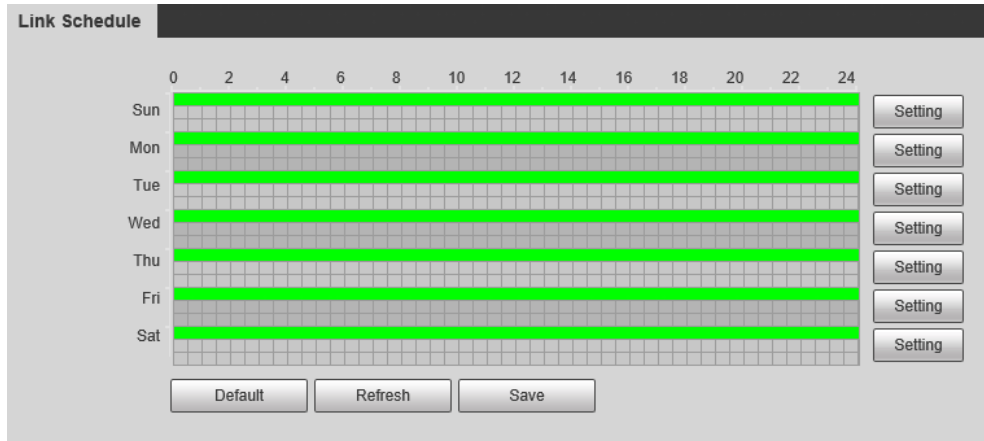 Link Schedule
0 2 4 6 8 10 12 14 16 18 20 22 24
Sun Setting
Mon Setting
Tue Setting
Wed Setting
Thu Setting
Fri Setting
Sat Setting
Default Refresh Save